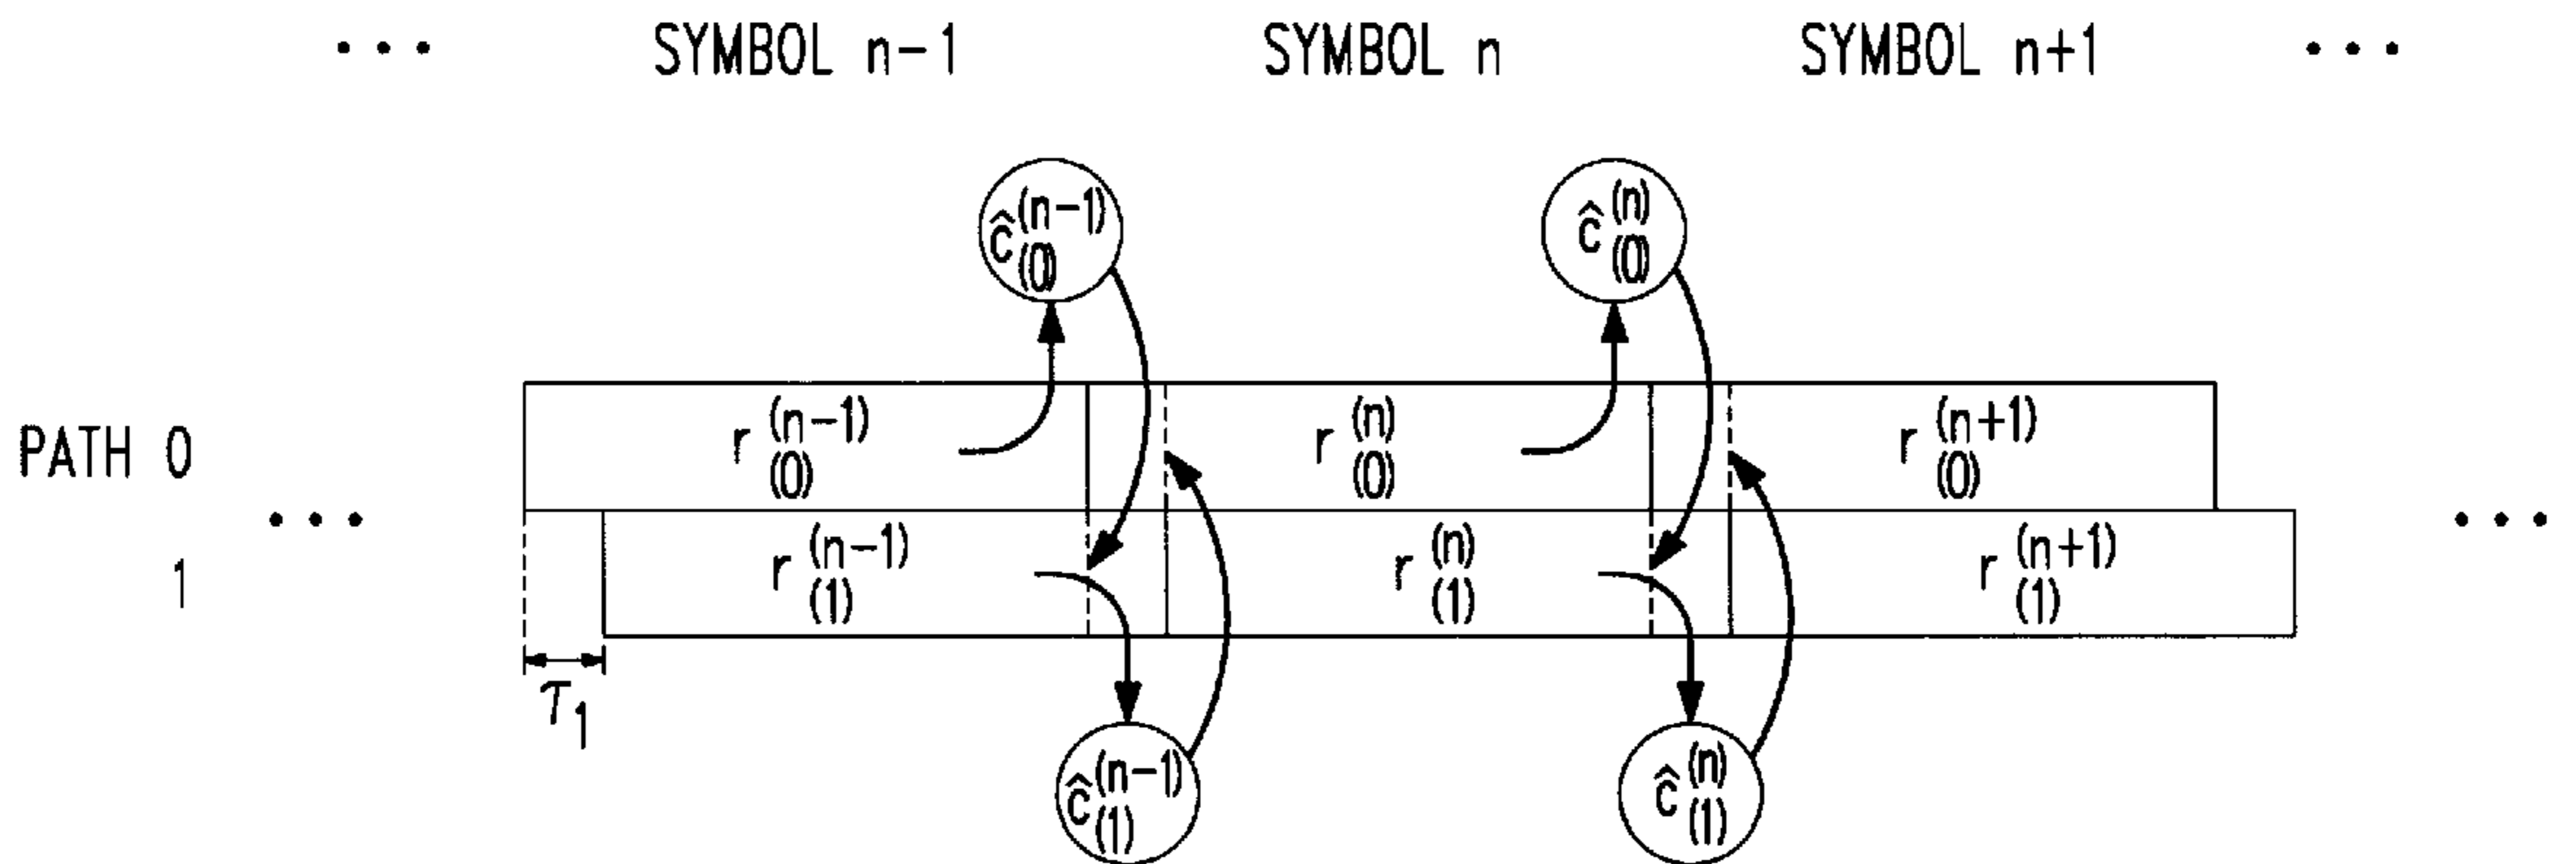 ... SYMBOL n-1 SYMBOL n SYMBOL n+1 ...
ĉ(0)^(n-1) ĉ(0)^(n)
PATH 0 r(0)^(n-1) r(0)^(n) r(0)^(n+1)
... ...
1 r(1)^(n-1) r(1)^(n) r(1)^(n+1)
τ1
ĉ(1)^(n-1) ĉ(1)^(n)